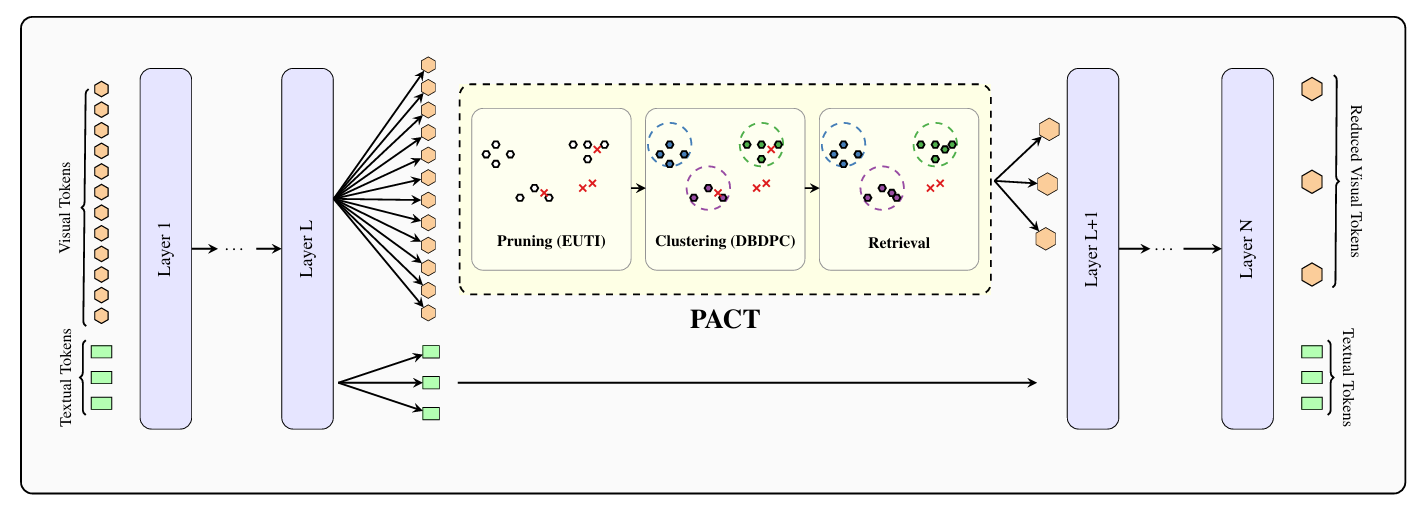 Visual Tokens
Textual Tokens
Layer 1
. . .
Layer L
Pruning (EUTI)
Clustering (DBDPC)
Retrieval
PACT
Layer L+1
. . .
Layer N
Reduced Visual Tokens
Textual Tokens